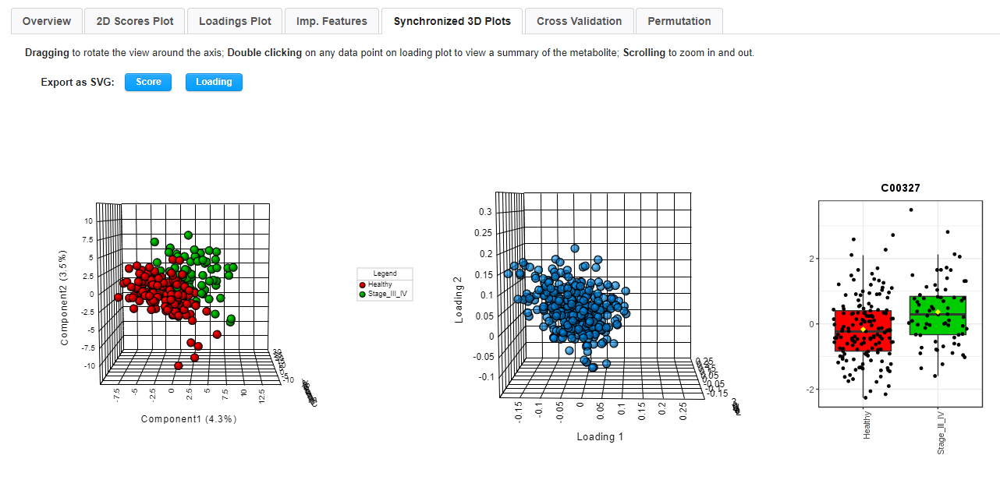 Overview 2D Scores Plot Loadings Plot Imp. Features Synchronized 3D Plots Cross Validation Permutation
Dragging to rotate the view around the axis; Double clicking on any data point on loading plot to view a summary of the metabolite; Scrolling to zoom in and out.
Export as SVG: Score Loading
Component2 (3.5%)
10
7.5
5
2.5
0
-2.5
-5
-7.5
-10
-7.5 -5 -2.5 0 2.5 5 7.5 10 12.5
-10
Component1 (4.3%)
Legend
Healthy
Stage_III_IV
Loading 2
0.3
0.25
0.2
0.15
0.1
0.05
0
-0.05
-0.1
-0.15 -0.1 -0.05 0 0.05 0.1 0.15 0.2 0.25
0.25
0.05
-0.05
-0.15
Loading 1
C00327
2
0
-2
Healthy
Stage_III_IV